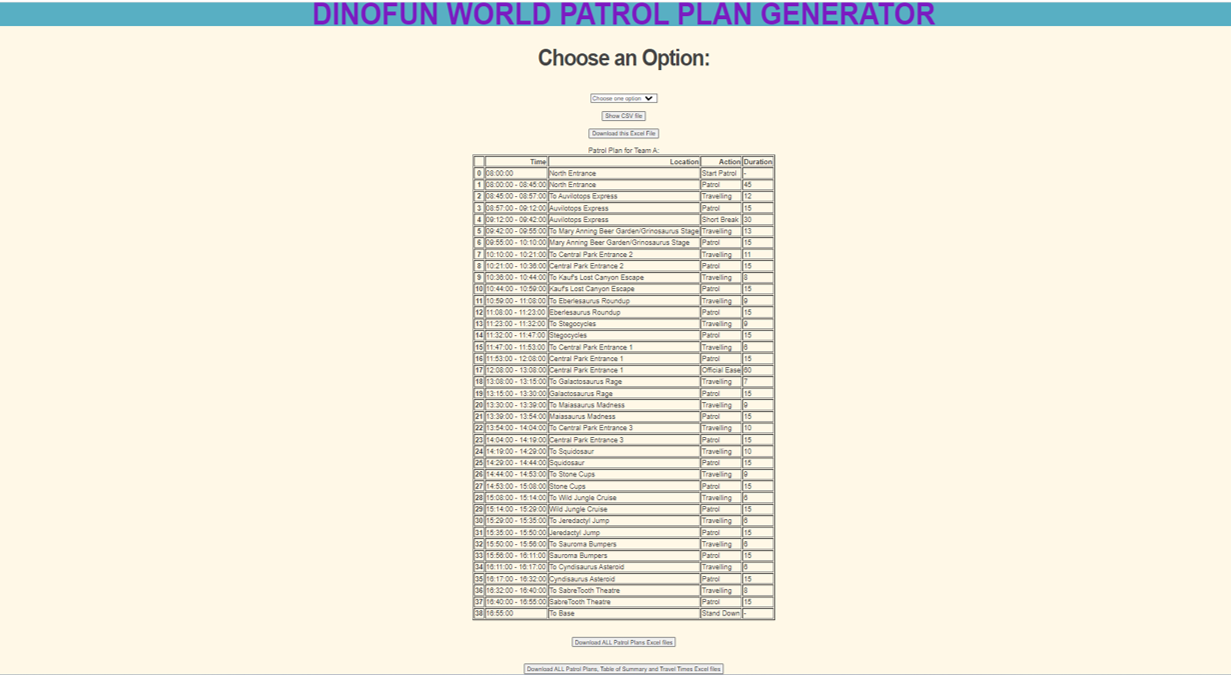 DINOFUN WORLD PATROL PLAN GENERATOR
Choose an Option:
Choose one option
Show CSV file
Download this Excel File
Patrol Plan for Team A:
Time Location Action Duration
0 08:00:00 North Entrance Start Patrol -
1 08:00:00 - 08:45:00 North Entrance Patrol 45
2 08:45:00 - 08:57:00 To Auvilotops Express Travelling 12
3 08:57:00 - 09:12:00 Auvilotops Express Patrol 15
4 09:12:00 - 09:42:00 Auvilotops Express Short Break 30
5 09:42:00 - 09:55:00 To Mary Anning Beer Garden/Grinosaurus Stage Travelling 13
6 09:55:00 - 10:10:00 Mary Anning Beer Garden/Grinosaurus Stage Patrol 15
7 10:10:00 - 10:21:00 To Central Park Entrance 2 Travelling 11
8 10:21:00 - 10:36:00 Central Park Entrance 2 Patrol 15
9 10:36:00 - 10:44:00 To Kauf's Lost Canyon Escape Travelling 8
10 10:44:00 - 10:59:00 Kauf's Lost Canyon Escape Patrol 15
11 10:59:00 - 11:08:00 To Eberlesaurus Roundup Travelling 9
12 11:08:00 - 11:23:00 Eberlesaurus Roundup Patrol 15
13 11:23:00 - 11:32:00 To Stegocycles Travelling 9
14 11:32:00 - 11:47:00 Stegocycles Patrol 15
15 11:47:00 - 11:53:00 To Central Park Entrance 1 Travelling 6
16 11:53:00 - 12:08:00 Central Park Entrance 1 Patrol 15
17 12:08:00 - 13:08:00 Central Park Entrance 1 Official Ease 60
18 13:08:00 - 13:15:00 To Galactosaurus Rage Travelling 7
19 13:15:00 - 13:30:00 Galactosaurus Rage Patrol 15
20 13:30:00 - 13:39:00 To Maiasaurus Madness Travelling 9
21 13:39:00 - 13:54:00 Maiasaurus Madness Patrol 15
22 13:54:00 - 14:04:00 To Central Park Entrance 3 Travelling 10
23 14:04:00 - 14:19:00 Central Park Entrance 3 Patrol 15
24 14:19:00 - 14:29:00 To Squidosaur Travelling 10
25 14:29:00 - 14:44:00 Squidosaur Patrol 15
26 14:44:00 - 14:53:00 To Stone Cups Travelling 9
27 14:53:00 - 15:08:00 Stone Cups Patrol 15
28 15:08:00 - 15:14:00 To Wild Jungle Cruise Travelling 6
29 15:14:00 - 15:29:00 Wild Jungle Cruise Patrol 15
30 15:29:00 - 15:35:00 To Jeredactyl Jump Travelling 6
31 15:35:00 - 15:50:00 Jeredactyl Jump Patrol 15
32 15:50:00 - 15:56:00 To Sauroma Bumpers Travelling 6
33 15:56:00 - 16:11:00 Sauroma Bumpers Patrol 15
34 16:11:00 - 16:17:00 To Cyndisaurus Asteroid Travelling 6
35 16:17:00 - 16:32:00 Cyndisaurus Asteroid Patrol 15
36 16:32:00 - 16:40:00 To SabreTooth Theatre Travelling 8
37 16:40:00 - 16:55:00 SabreTooth Theatre Patrol 15
38 16:55:00 To Base Stand Down -
Download ALL Patrol Plans Excel files
Download ALL Patrol Plans, Table of Summary and Travel Times Excel files